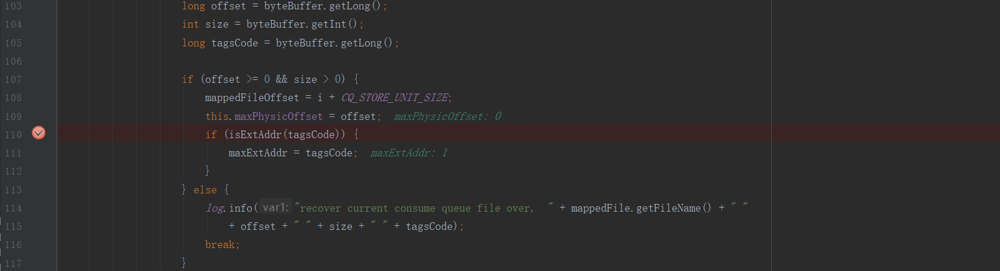 103 long offset = byteBuffer.getLong();
104 int size = byteBuffer.getInt();
105 long tagsCode = byteBuffer.getLong();
106
107 if (offset >= 0 && size > 0) {
108 mappedFileOffset = i + CQ_STORE_UNIT_SIZE;
109 this.maxPhysicOffset = offset; maxPhysicOffset: 0
110 if (isExtAddr(tagsCode)) {
111 maxExtAddr = tagsCode; maxExtAddr: 1
112 }
113 } else {
114 log.info( var1: "recover current consume queue file over, " + mappedFile.getFileName() + " "
115 + offset + " " + size + " " + tagsCode);
116 break;
117 }